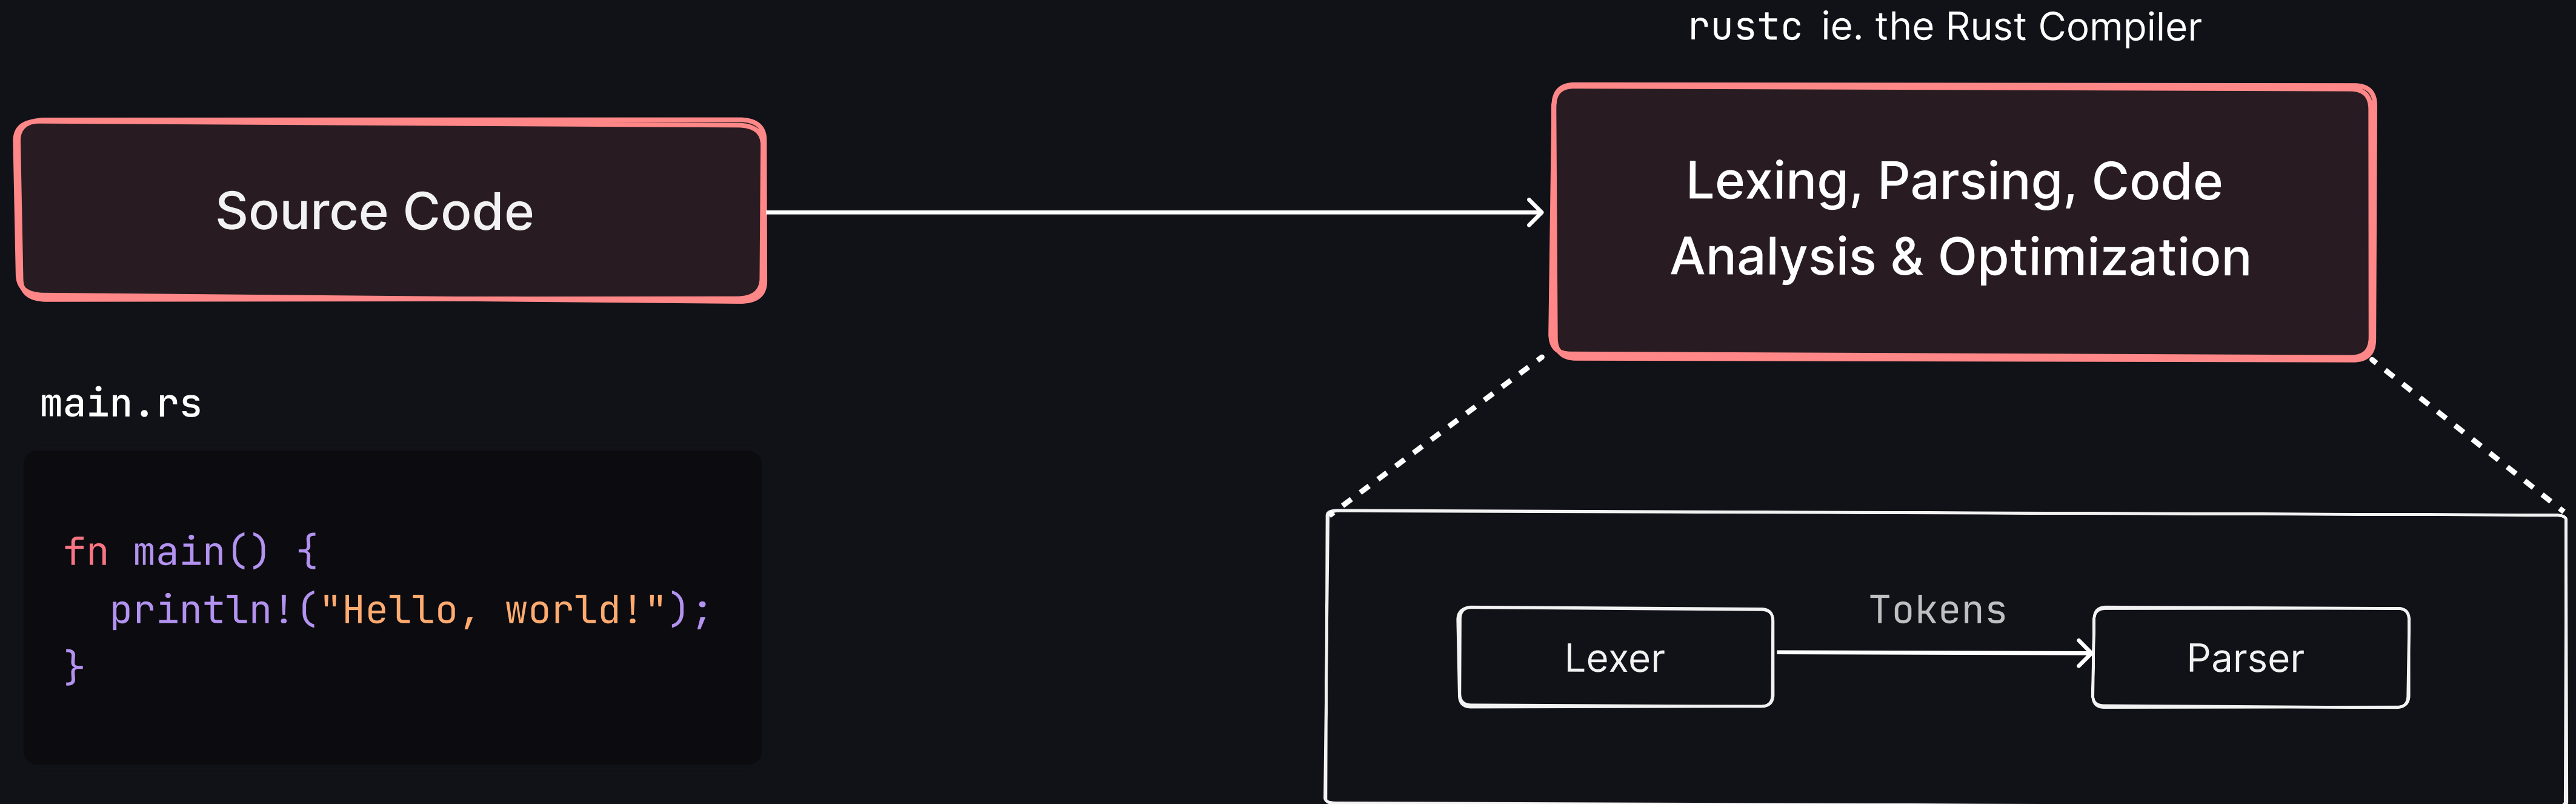 rustc ie. the Rust Compiler
Source Code
Lexing, Parsing, Code
Analysis & Optimization
main.rs
fn main() {
  println!("Hello, world!");
}
Tokens
Lexer
Parser